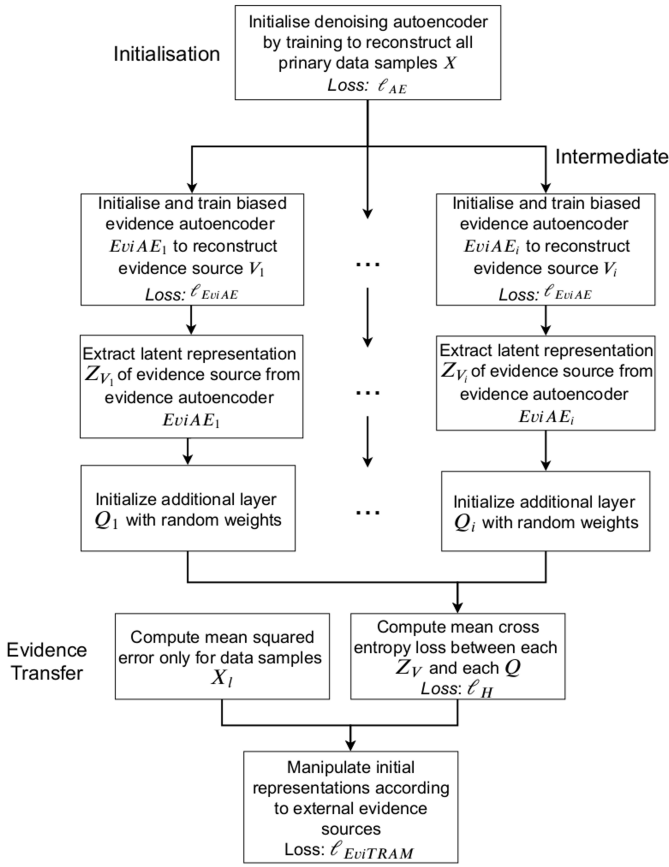 Initialisation
Initialise denoising autoencoder
by training to reconstruct all
prinary data samples X
Loss: ℓ_AE
Intermediate
Initialise and train biased
evidence autoencoder
EviAE_1 to reconstruct
evidence source V_1
Loss: ℓ_EviAE
...
Initialise and train biased
evidence autoencoder
EviAE_i to reconstruct
evidence source V_i
Loss: ℓ_EviAE
Extract latent representation
Z_{V_1} of evidence source from
evidence autoencoder
EviAE_1
...
Extract latent representation
Z_{V_i} of evidence source from
evidence autoencoder
EviAE_i
Initialize additional layer
Q_1 with random weights
...
Initialize additional layer
Q_i with random weights
Evidence
Transfer
Compute mean squared
error only for data samples
X_l
Compute mean cross
entropy loss between each
Z_V and each Q
Loss: ℓ_H
Manipulate initial
representations according
to external evidence
sources
Loss: ℓ_EviTRAM